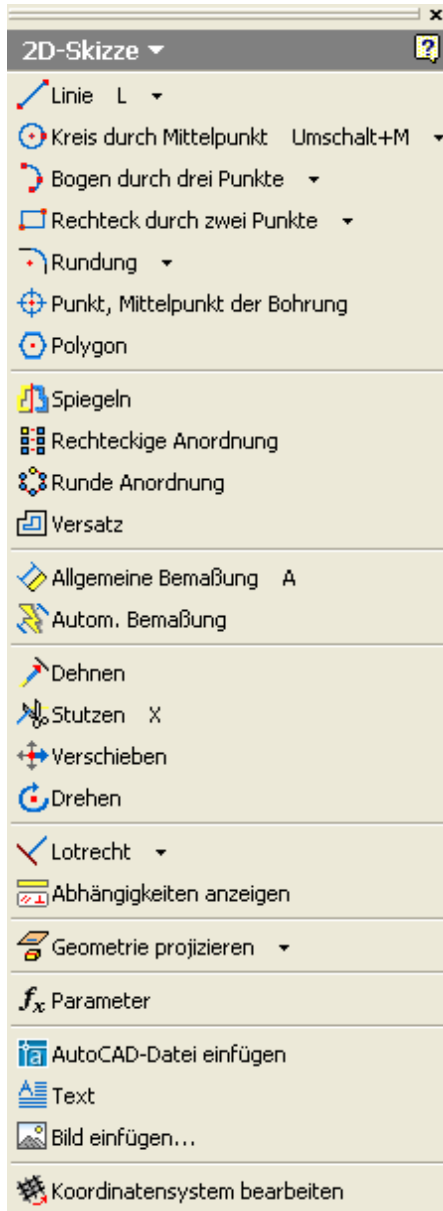 2D-Skizze
Linie L
Kreis durch Mittelpunkt Umschalt+M
Bogen durch drei Punkte
Rechteck durch zwei Punkte
Rundung
Punkt, Mittelpunkt der Bohrung
Polygon
Spiegeln
Rechteckige Anordnung
Runde Anordnung
Versatz
Allgemeine Bemaßung A
Autom. Bemaßung
Dehnen
Stutzen X
Verschieben
Drehen
Lotrecht
Abhängigkeiten anzeigen
Geometrie projizieren
fx Parameter
AutoCAD-Datei einfügen
Text
Bild einfügen...
Koordinatensystem bearbeiten